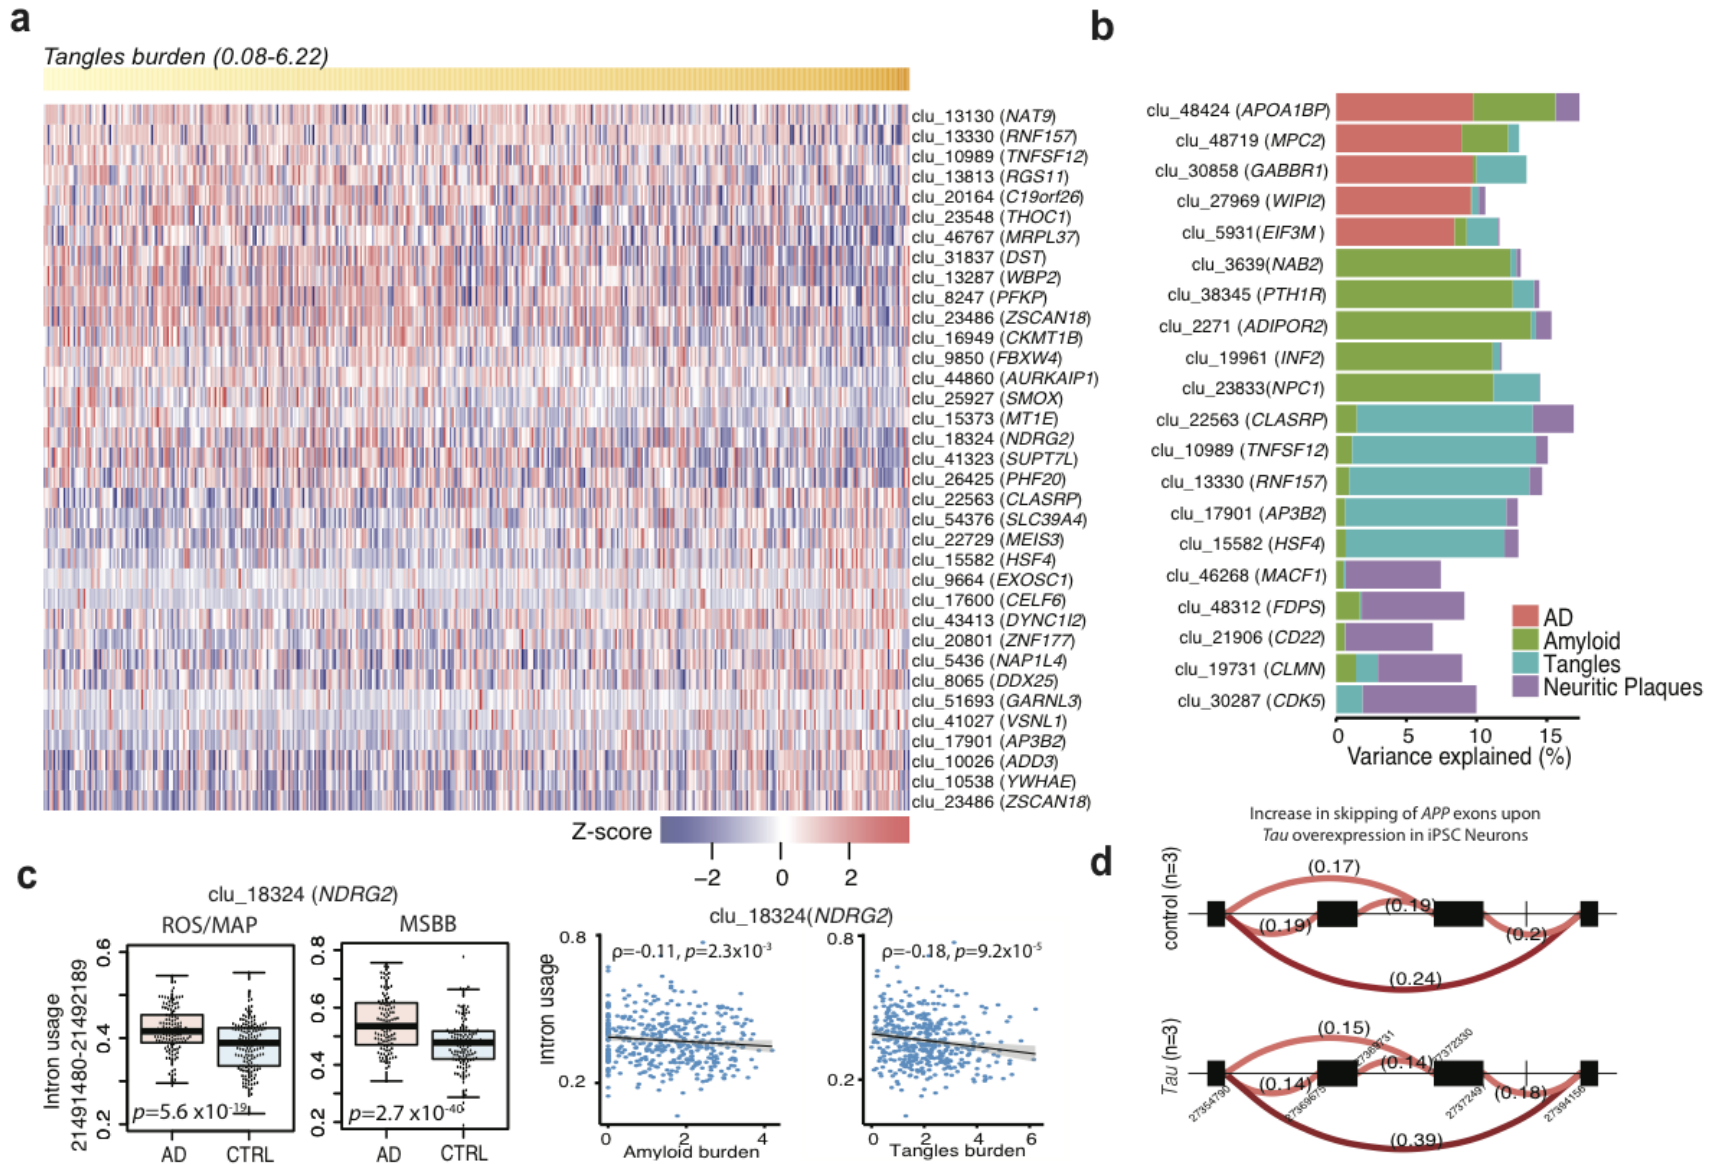 a
Tangles burden (0.08-6.22)
clu_13130 (NAT9)
clu_13330 (RNF157)
clu_10989 (TNFSF12)
clu_13813 (RGS11)
clu_20164 (C19orf26)
clu_23548 (THOC1)
clu_46767 (MRPL37)
clu_31837 (DST)
clu_13287 (WBP2)
clu_8247 (PFKP)
clu_23486 (ZSCAN18)
clu_16949 (CKMT1B)
clu_9850 (FBXW4)
clu_44860 (AURKAIP1)
clu_25927 (SMOX)
clu_15373 (MT1E)
clu_18324 (NDRG2)
clu_41323 (SUPT7L)
clu_26425 (PHF20)
clu_22563 (CLASRP)
clu_54376 (SLC39A4)
clu_22729 (MEIS3)
clu_15582 (HSF4)
clu_9664 (EXOSC1)
clu_17600 (CELF6)
clu_43413 (DYNC1I2)
clu_20801 (ZNF177)
clu_5436 (NAP1L4)
clu_8065 (DDX25)
clu_51693 (GARNL3)
clu_41027 (VSNL1)
clu_17901 (AP3B2)
clu_10026 (ADD3)
clu_10538 (YWHAE)
clu_23486 (ZSCAN18)
Z-score
−2 0 2
b
clu_48424 (APOA1BP)
clu_48719 (MPC2)
clu_30858 (GABBR1)
clu_27969 (WIPI2)
clu_5931(EIF3M )
clu_3639(NAB2)
clu_38345 (PTH1R)
clu_2271 (ADIPOR2)
clu_19961 (INF2)
clu_23833(NPC1)
clu_22563 (CLASRP)
clu_10989 (TNFSF12)
clu_13330 (RNF157)
clu_17901 (AP3B2)
clu_15582 (HSF4)
clu_46268 (MACF1)
clu_48312 (FDPS)
clu_21906 (CD22)
clu_19731 (CLMN)
clu_30287 (CDK5)
AD
Amyloid
Tangles
Neuritic Plaques
0 5 10 15
Variance explained (%)
c
clu_18324 (NDRG2)
ROS/MAP
MSBB
Intron usage
21491480-21492189
0.6
0.4
0.2
p=5.6 x10-19
AD CTRL
0.8
0.6
0.4
0.2
p=2.7 x10-40
AD CTRL
clu_18324(NDRG2)
Intron usage
0.8
0.2
ρ=-0.11, p=2.3x10-3
0 2 4
Amyloid burden
0.8
0.2
ρ=-0.18, p=9.2x10-5
0 2 4 6
Tangles burden
d
Increase in skipping of APP exons upon
Tau overexpression in iPSC Neurons
control (n=3)
(0.17)
(0.19)
(0.19)
(0.2)
(0.24)
Tau (n=3)
(0.15)
(0.14)
(0.14)
(0.18)
(0.39)
27354790
27369675
27369731
27372330
2737249
27394156